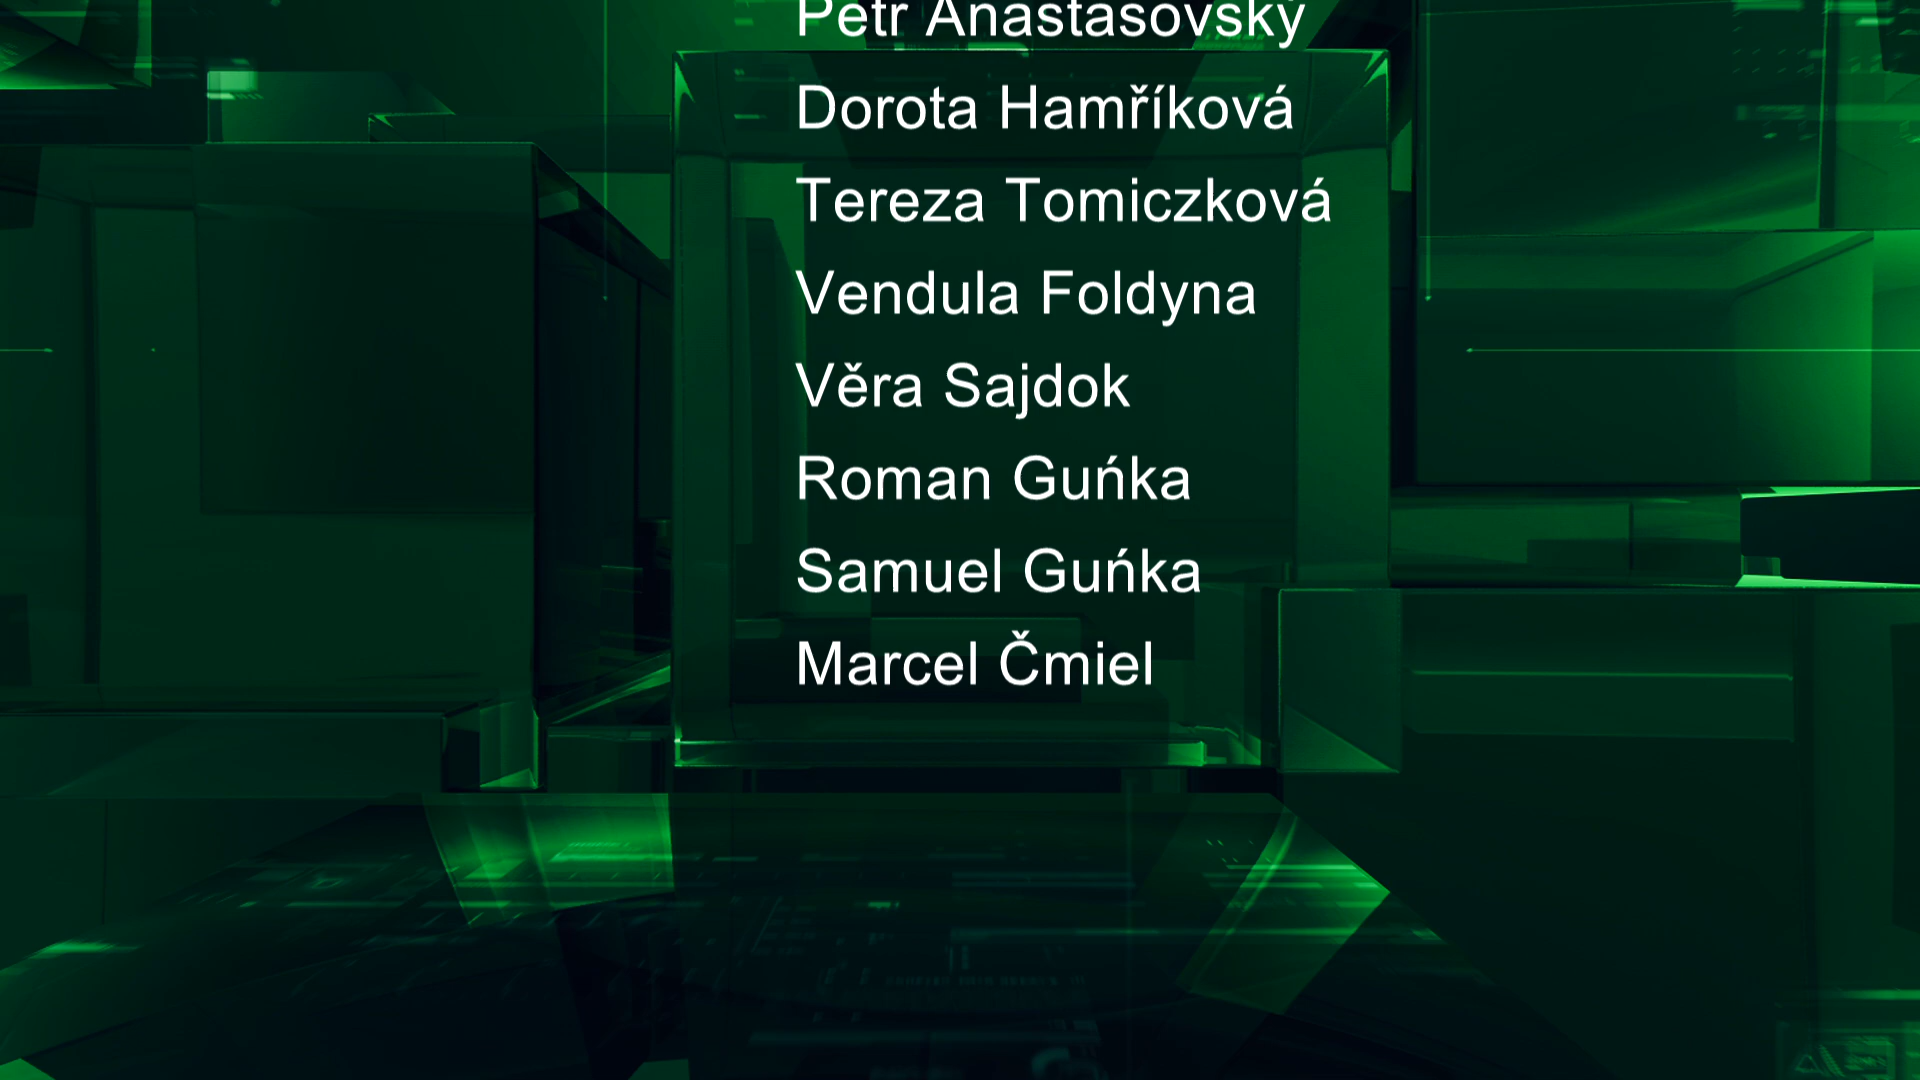 Petr Anastasovský
Dorota Hamříková
Tereza Tomiczková
Vendula Foldyna
Věra Sajdok
Roman Guńka
Samuel Guńka
Marcel Čmiel